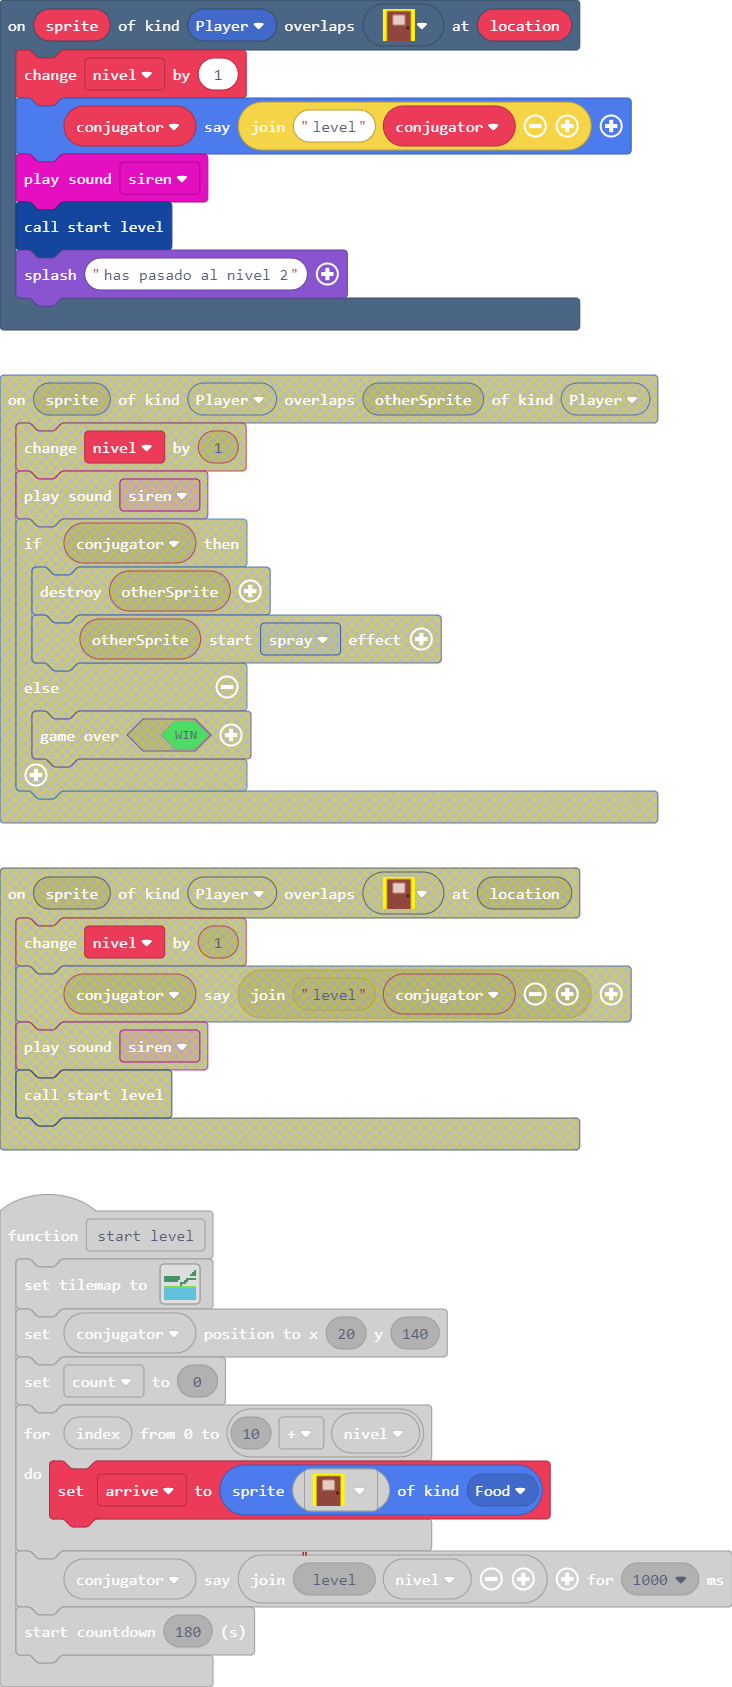 on sprite of kind Player overlaps at location
change nivel by 1
conjugator say join "level" conjugator
play sound siren
call start level
splash "has pasado al nivel 2"
on sprite of kind Player overlaps otherSprite of kind Player
change nivel by 1
play sound siren
if conjugator then
destroy otherSprite
otherSprite start spray effect
else
game over WIN
on sprite of kind Player overlaps at location
change nivel by 1
conjugator say join "level" conjugator
play sound siren
call start level
function start level
set tilemap to
set conjugator position to x 20 y 140
set count to 0
for index from 0 to 10 + nivel
do set arrive to sprite of kind Food
conjugator say join "level nivel for 1000 ms
start countdown 180 (s)